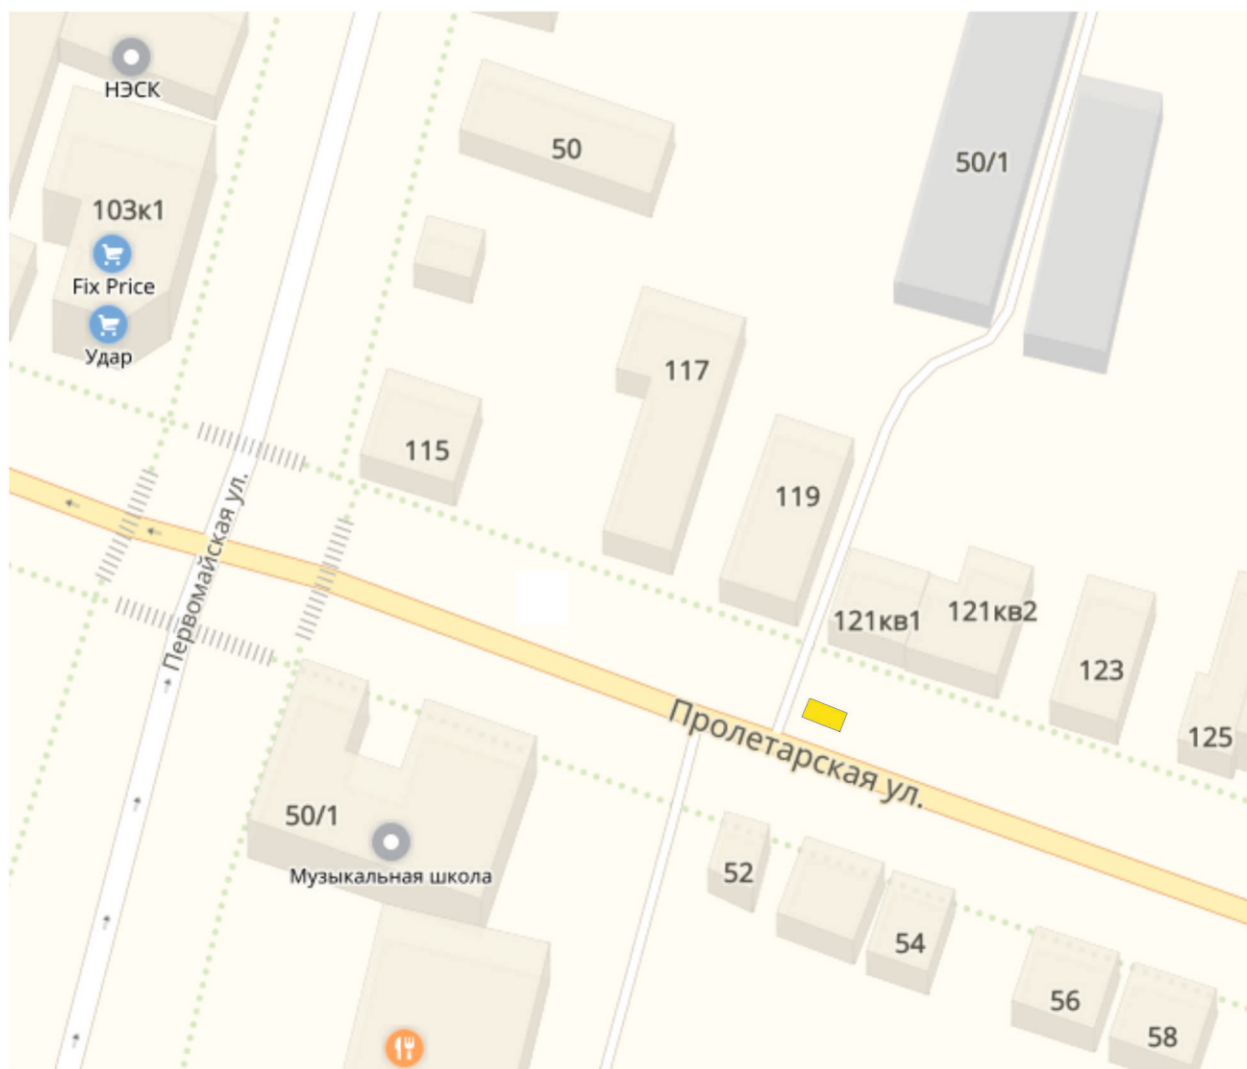 НЭСК
50
50/1
103к1
Fix Price
Удар
117
115
119
Первомайская ул.
121кв1
121кв2
123
125
Пролетарская ул.
50/1
Музыкальная школа
52
54
56
58